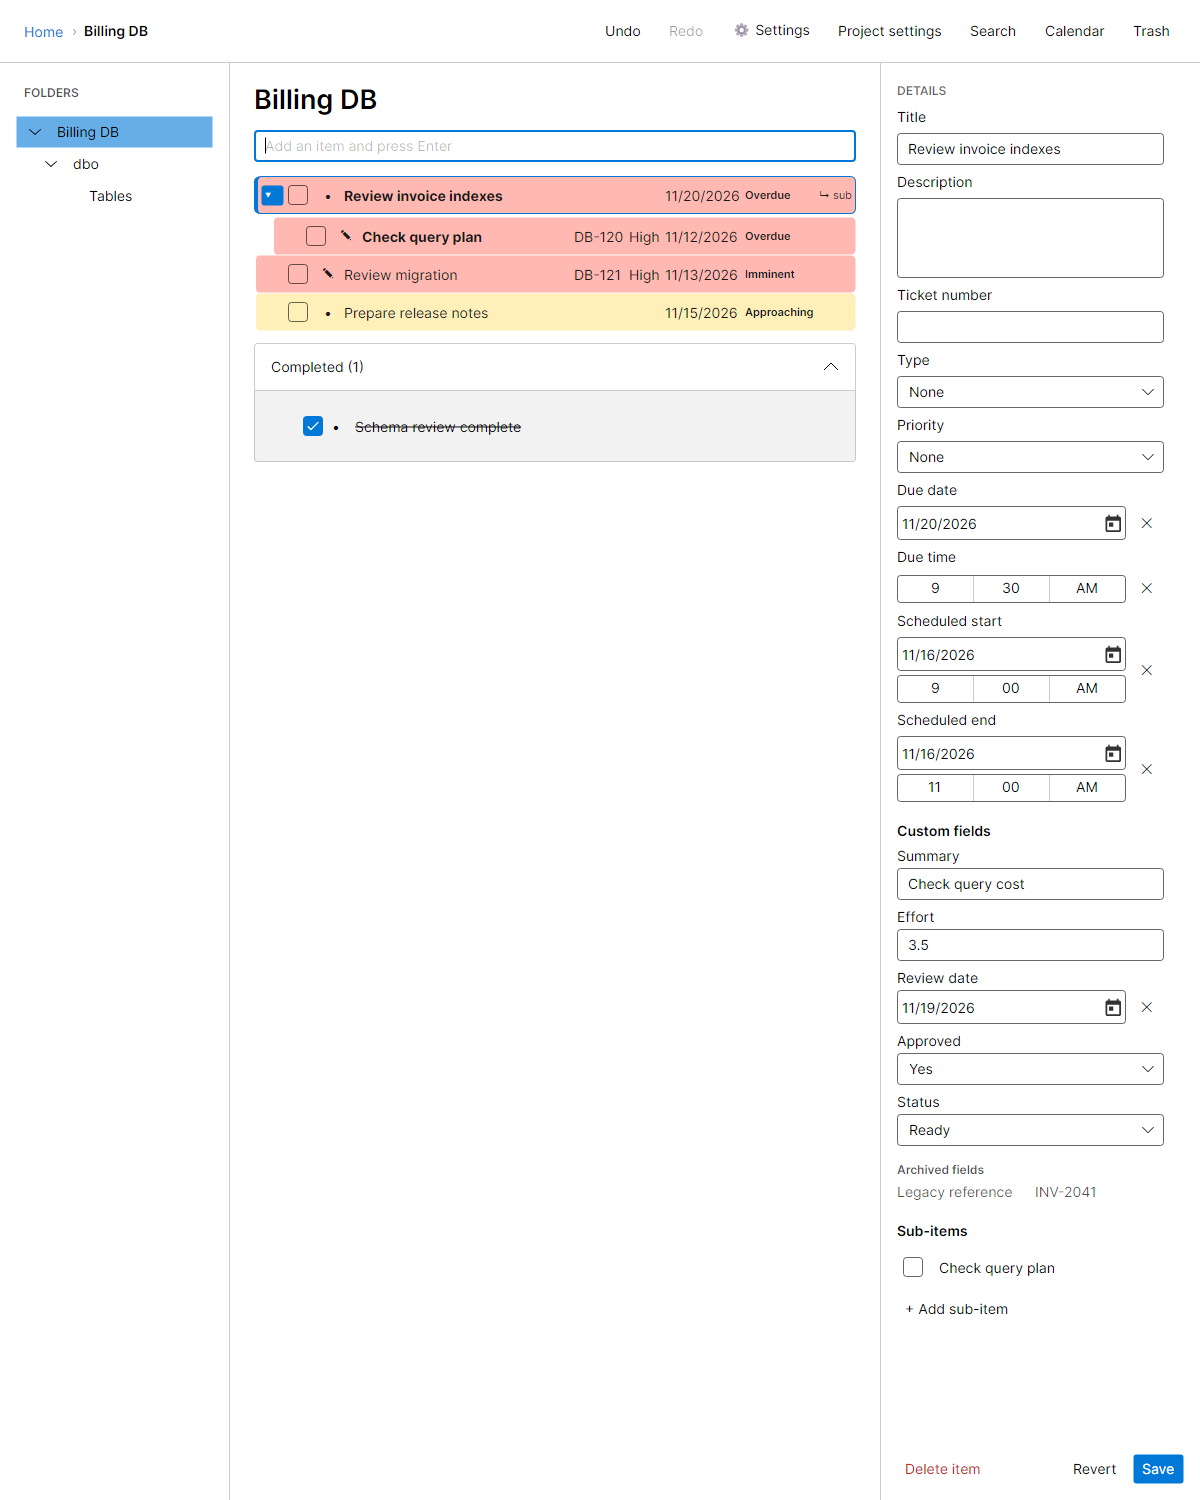 Home › Billing DB
Undo Redo Settings Project settings Search Calendar Trash
FOLDERS
Billing DB
dbo
Tables
Billing DB
Add an item and press Enter
Review invoice indexes 11/20/2026 Overdue ↳ sub
Check query plan DB-120 High 11/12/2026 Overdue
Review migration DB-121 High 11/13/2026 Imminent
Prepare release notes 11/15/2026 Approaching
Completed (1)
Schema review complete
DETAILS
Title
Review invoice indexes
Description
Ticket number
Type
None
Priority
None
Due date
11/20/2026
Due time
9 30 AM
Scheduled start
11/16/2026
9 00 AM
Scheduled end
11/16/2026
11 00 AM
Custom fields
Summary
Check query cost
Effort
3.5
Review date
11/19/2026
Approved
Yes
Status
Ready
Archived fields
Legacy reference INV-2041
Sub-items
Check query plan
+ Add sub-item
Delete item Revert Save